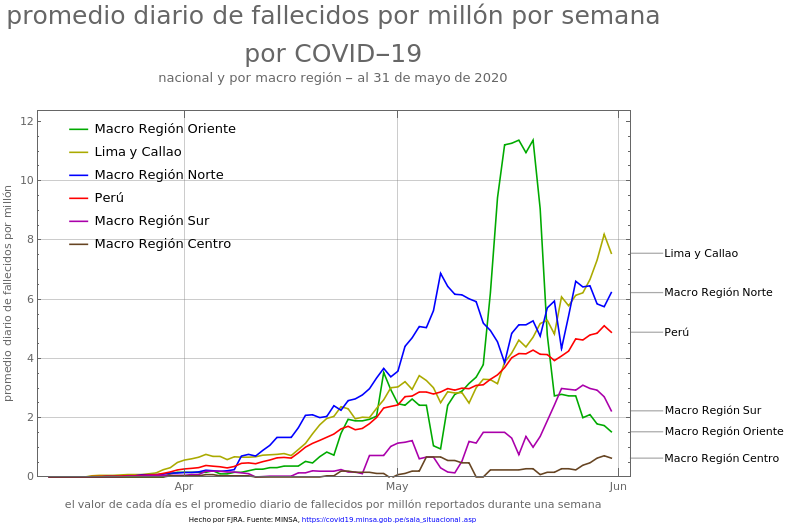 promedio diario de fallecidos por millón por semana
por COVID−19
nacional y por macro región − al 31 de mayo de 2020
promedio diario de fallecidos por millón
12
10
8
6
4
2
0
Macro Región Oriente
Lima y Callao
Macro Región Norte
Perú
Macro Región Sur
Macro Región Centro
Lima y Callao
Macro Región Norte
Perú
Macro Región Sur
Macro Región Oriente
Macro Región Centro
Apr
May
Jun
el valor de cada día es el promedio diario de fallecidos por millón reportados durante una semana
Hecho por FJRA. Fuente: MINSA, https://covid19.minsa.gob.pe/sala_situacional.asp